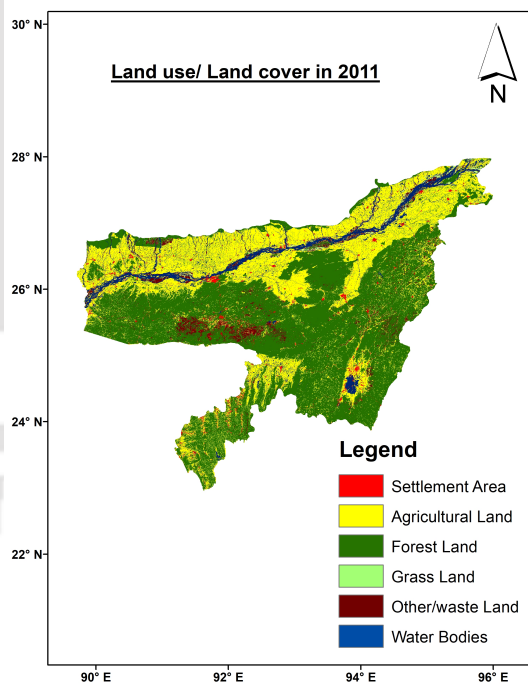 30° N
Land use/ Land cover in 2011
N
28° N
26° N
24° N
22° N
Legend
Settlement Area
Agricultural Land
Forest Land
Grass Land
Other/waste Land
Water Bodies
90° E 92° E 94° E 96° E